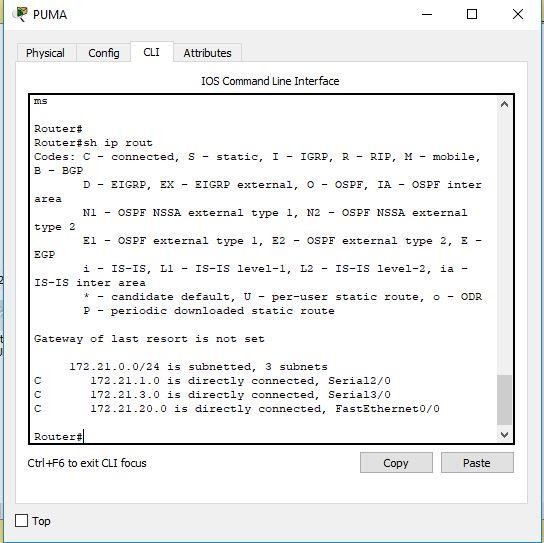 PUMA
Physical Config CLI Attributes
IOS Command Line Interface
ms
Router#
Router#sh ip rout
Codes: C - connected, S - static, I - IGRP, R - RIP, M - mobile,
B - BGP
D - EIGRP, EX - EIGRP external, O - OSPF, IA - OSPF inter
area
N1 - OSPF NSSA external type 1, N2 - OSPF NSSA external
type 2
E1 - OSPF external type 1, E2 - OSPF external type 2, E -
EGP
i - IS-IS, L1 - IS-IS level-1, L2 - IS-IS level-2, ia -
IS-IS inter area
* - candidate default, U - per-user static route, o - ODR
P - periodic downloaded static route
Gateway of last resort is not set
172.21.0.0/24 is subnetted, 3 subnets
C 172.21.1.0 is directly connected, Serial2/0
C 172.21.3.0 is directly connected, Serial3/0
C 172.21.20.0 is directly connected, FastEthernet0/0
Router#
Ctrl+F6 to exit CLI focus
Copy Paste
Top